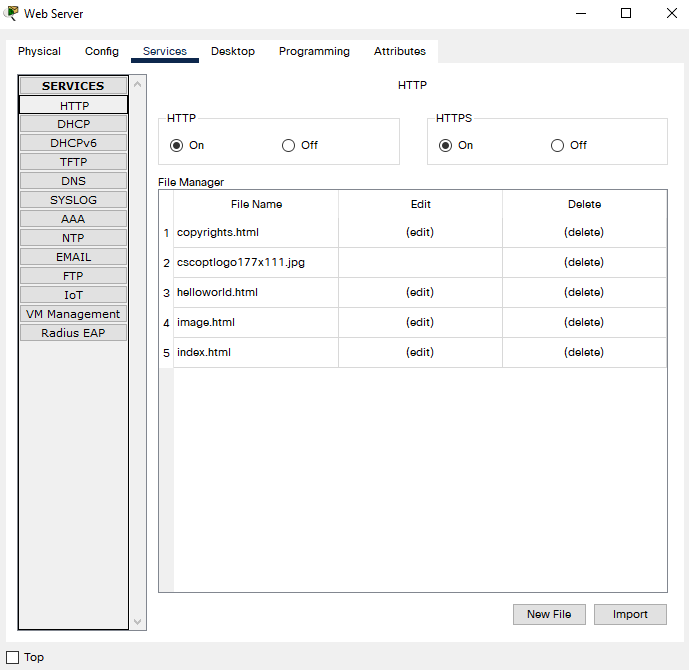 Web Server
Physical Config Services Desktop Programming Attributes
SERVICES
HTTP
DHCP
DHCPv6
TFTP
DNS
SYSLOG
AAA
NTP
EMAIL
FTP
IoT
VM Management
Radius EAP
HTTP
HTTP
On Off
HTTPS
On Off
File Manager
File Name Edit Delete
1 copyrights.html (edit) (delete)
2 cscoptlogo177x111.jpg (delete)
3 helloworld.html (edit) (delete)
4 image.html (edit) (delete)
5 index.html (edit) (delete)
New File Import
Top